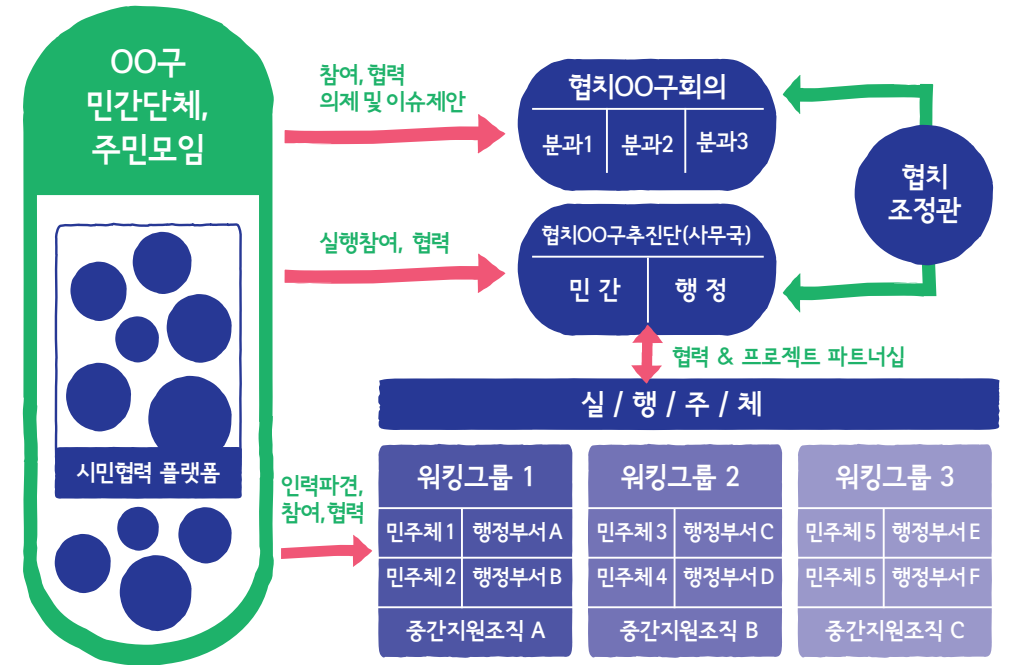 OO구
민간단체,
주민모임
시민협력 플랫폼
참여, 협력
의제 및 이슈제안
실행참여, 협력
인력파견,
참여, 협력
협치OO구회의
분과1 분과2 분과3
협치OO구추진단(사무국)
민 간 행 정
협치
조정관
협력 & 프로젝트 파트너십
실 / 행 / 주 / 체
워킹그룹 1
민주체1 행정부서A
민주체2 행정부서B
중간지원조직 A
워킹그룹 2
민주체3 행정부서C
민주체4 행정부서D
중간지원조직 B
워킹그룹 3
민주체5 행정부서E
민주체5 행정부서F
중간지원조직 C